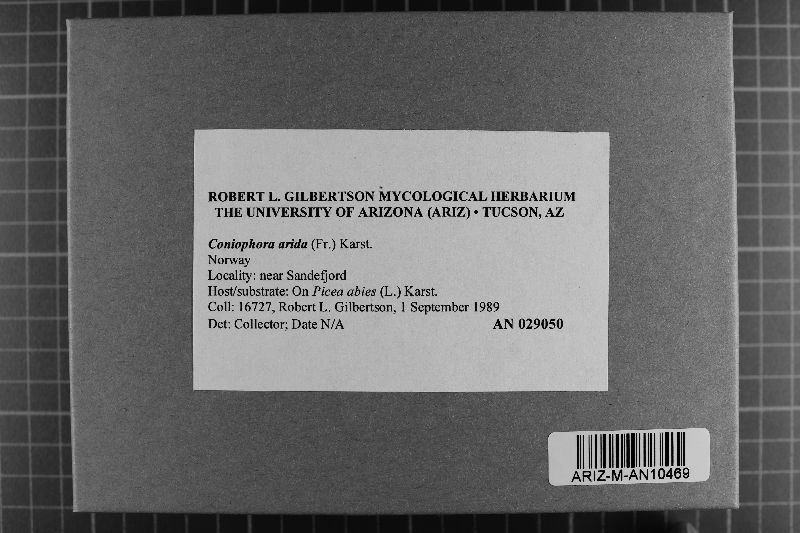 ROBERT L. GILBERTSON MYCOLOGICAL HERBARIUM
THE UNIVERSITY OF ARIZONA (ARIZ) • TUCSON, AZ
Coniophora arida (Fr.) Karst.
Norway
Locality: near Sandefjord
Host/substrate: On Picea abies (L.) Karst.
Coll: 16727, Robert L. Gilbertson, 1 September 1989
Det: Collector; Date N/A AN 029050
ARIZ-M-AN10469